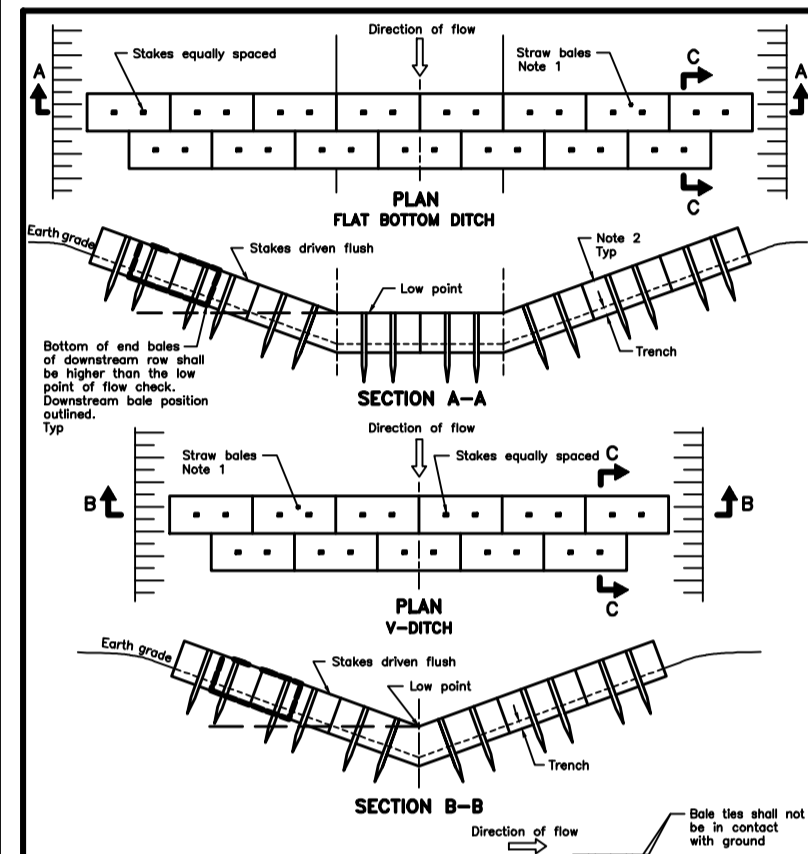 Direction of flow
Stakes equally spaced
Straw bales
Note 1
C
A
A
C
PLAN
FLAT BOTTOM DITCH
Earth grade
Stakes driven flush
Note 2
Typ
Low point
Trench
Bottom of end bales
of downstream row shall
be higher than the low
point of flow check.
Downstream bale position
outlined.
Typ
SECTION A-A
Direction of flow
Straw bales
Note 1
Stakes equally spaced
C
B
B
C
PLAN
V-DITCH
Earth grade
Stakes driven flush
Low point
Trench
SECTION B-B
Direction of flow
Bale ties shall not
be in contact
with ground